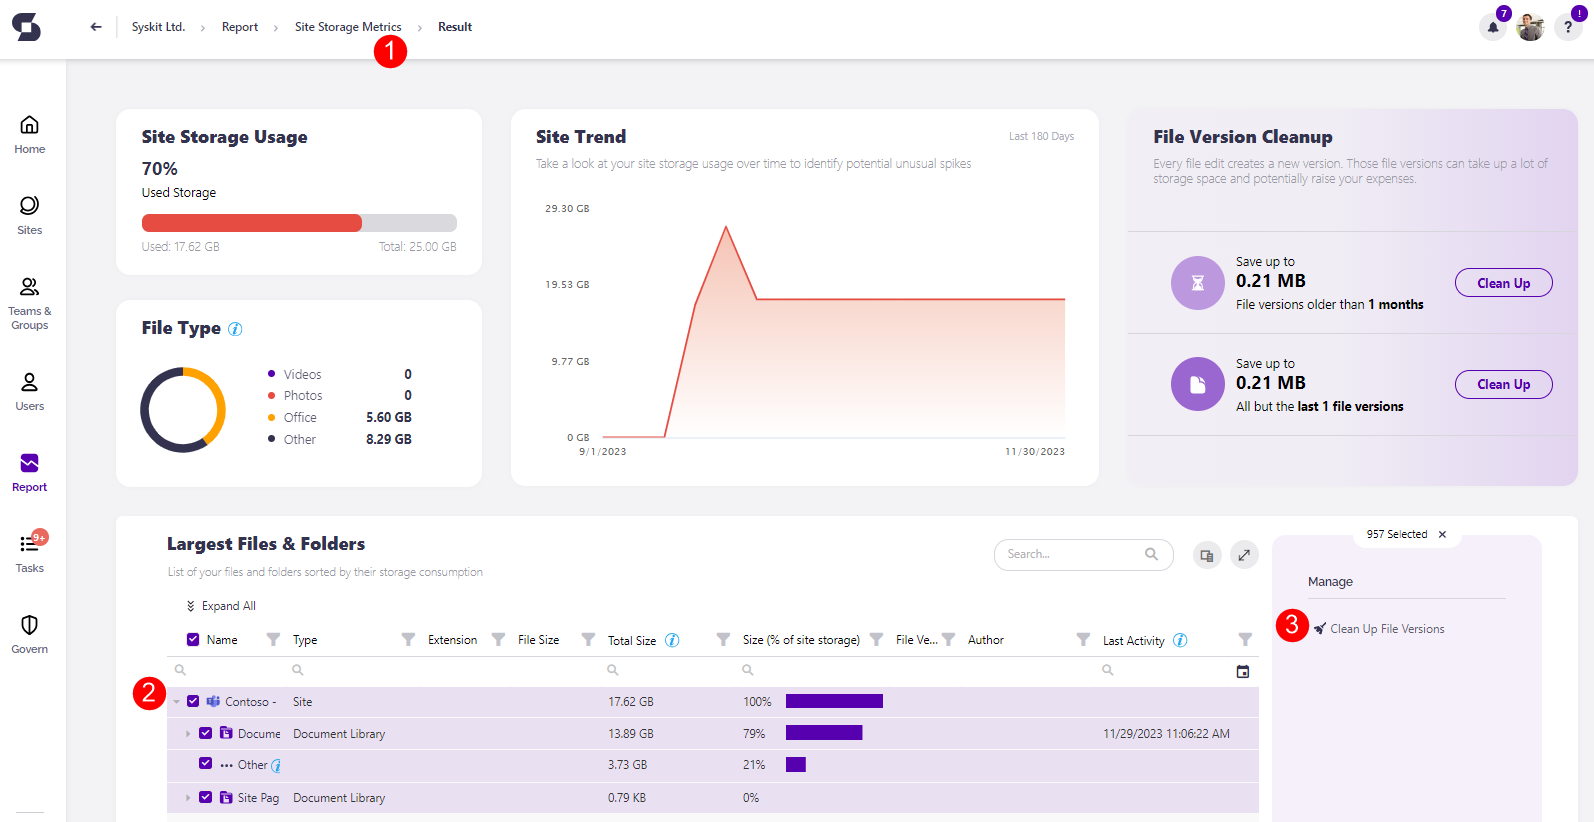 Syskit Ltd. › Report › Site Storage Metrics › Result
7
!
?
1
Home
Sites
Teams &
Groups
Users
Report
9+
Tasks
Govern
Site Storage Usage
70%
Used Storage
Used: 17.62 GB Total: 25.00 GB
File Type i
Videos 0
Photos 0
Office 5.60 GB
Other 8.29 GB
Site Trend Last 180 Days
Take a look at your site storage usage over time to identify potential unusual spikes
29.30 GB
19.53 GB
9.77 GB
0 GB
9/1/2023 11/30/2023
File Version Cleanup
Every file edit creates a new version. Those file versions can take up a lot of
storage space and potentially raise your expenses.
Save up to
0.21 MB
File versions older than 1 months
Clean Up
Save up to
0.21 MB
All but the last 1 file versions
Clean Up
Largest Files & Folders
List of your files and folders sorted by their storage consumption
Search...
Expand All
Name Type Extension File Size Total Size i Size (% of site storage) File Ve... Author Last Activity i
2
Contoso - Site 17.62 GB 100%
Docume Document Library 13.89 GB 79% 11/29/2023 11:06:22 AM
Other i 3.73 GB 21%
Site Pag Document Library 0.79 KB 0%
957 Selected ×
Manage
3
Clean Up File Versions